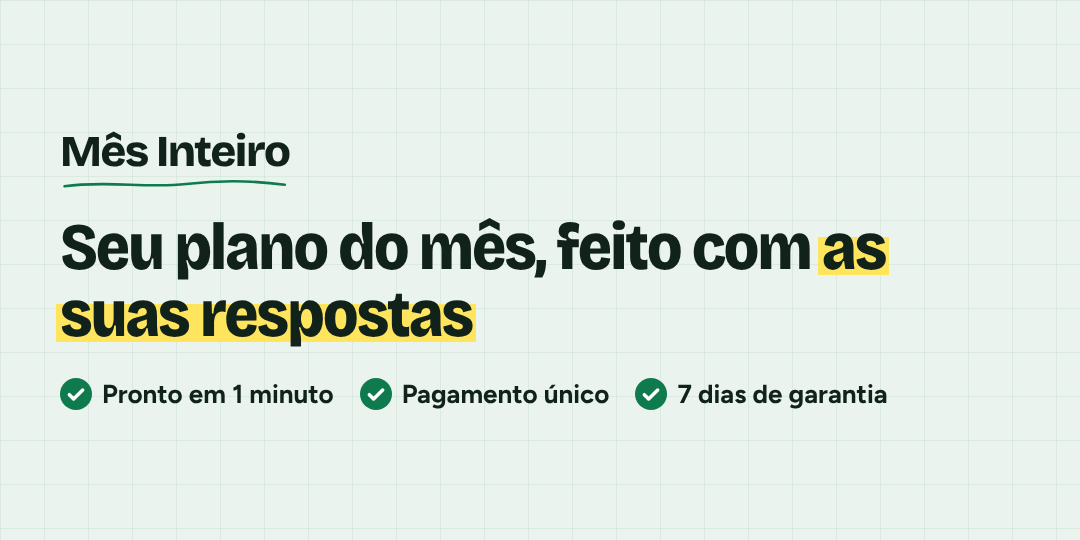 Mês Inteiro
Seu plano do mês, feito com as
suas respostas
Pronto em 1 minuto Pagamento único 7 dias de garantia